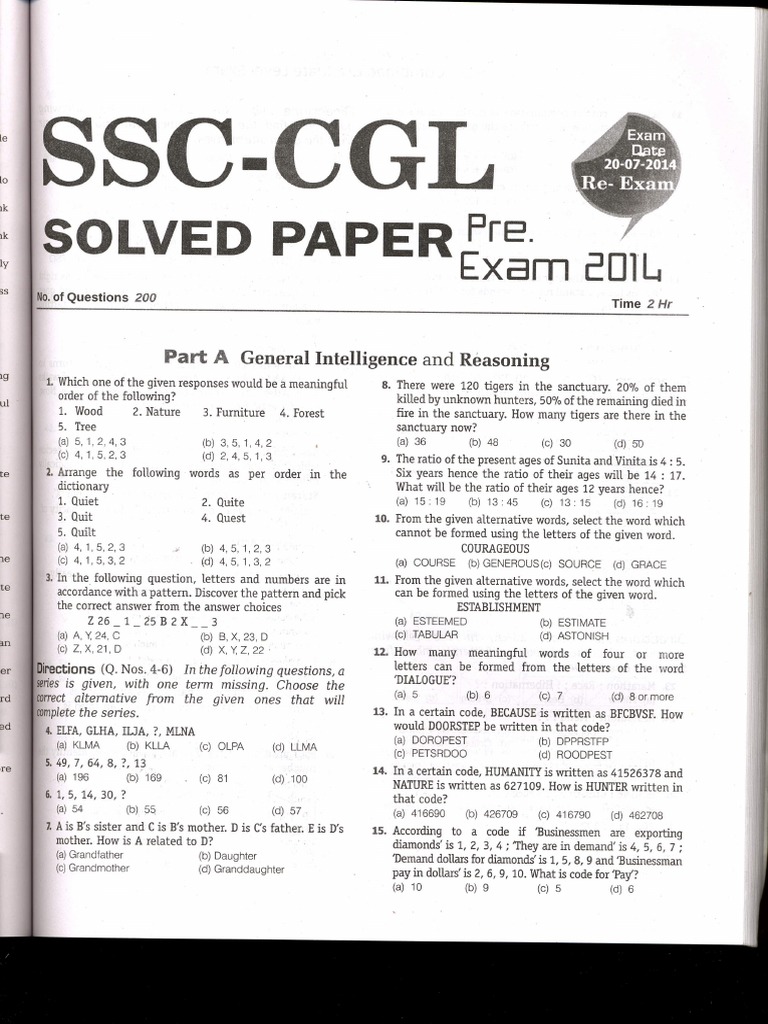 SSC-CGL
Exam
Date
20-07-2014
Re- Exam
SOLVED PAPER Pre.
Exam 2014
No. of Questions 200
Time 2 Hr
Part A General Intelligence and Reasoning
1. Which one of the given responses would be a meaningful
order of the following?
1. Wood 2. Nature 3. Furniture 4. Forest
5. Tree
(a) 5, 1, 2, 4, 3 (b) 3, 5, 1, 4, 2
(c) 4, 1, 5, 2, 3 (d) 2, 4, 5, 1, 3
2. Arrange the following words as per order in the
dictionary
1. Quiet 2. Quite
3. Quit 4. Quest
5. Quilt
(a) 4, 1, 5, 2, 3 (b) 4, 5, 1, 2, 3
(c) 4, 1, 5, 3, 2 (d) 4, 5, 1, 3, 2
3. In the following question, letters and numbers are in
accordance with a pattern. Discover the pattern and pick
the correct answer from the answer choices
Z 26 _ 1 _ 25 B 2 X _ _ 3
(a) A, Y, 24, C (b) B, X, 23, D
(c) Z, X, 21, D (d) X, Y, Z, 22
Directions (Q. Nos. 4-6) In the following questions, a
series is given, with one term missing. Choose the
correct alternative from the given ones that will
complete the series.
4. ELFA, GLHA, ILJA, ?, MLNA
(a) KLMA (b) KLLA (c) OLPA (d) LLMA
5. 49, 7, 64, 8, ?, 13
(a) 196 (b) 169 (c) 81 (d) 100
6. 1, 5, 14, 30, ?
(a) 54 (b) 55 (c) 56 (d) 57
7. A is B's sister and C is B's mother. D is C's father. E is D's
mother. How is A related to D?
(a) Grandfather (b) Daughter
(c) Grandmother (d) Granddaughter
8. There were 120 tigers in the sanctuary. 20% of them
killed by unknown hunters, 50% of the remaining died in
fire in the sanctuary. How many tigers are there in the
sanctuary now?
(a) 36 (b) 48 (c) 30 (d) 50
9. The ratio of the present ages of Sunita and Vinita is 4 : 5.
Six years hence the ratio of their ages will be 14 : 17.
What will be the ratio of their ages 12 years hence?
(a) 15 : 19 (b) 13 : 45 (c) 13 : 15 (d) 16 : 19
10. From the given alternative words, select the word which
cannot be formed using the letters of the given word.
COURAGEOUS
(a) COURSE (b) GENEROUS (c) SOURCE (d) GRACE
11. From the given alternative words, select the word which
can be formed using the letters of the given word.
ESTABLISHMENT
(a) ESTEEMED (b) ESTIMATE
(c) TABULAR (d) ASTONISH
12. How many meaningful words of four or more
letters can be formed from the letters of the word
'DIALOGUE'?
(a) 5 (b) 6 (c) 7 (d) 8 or more
13. In a certain code, BECAUSE is written as BFCBVSF. How
would DOORSTEP be written in that code?
(a) DOROPEST (b) DPPRSTFP
(c) PETSRDOO (d) ROODPEST
14. In a certain code, HUMANITY is written as 41526378 and
NATURE is written as 627109. How is HUNTER written in
that code?
(a) 416690 (b) 426709 (c) 416790 (d) 462708
15. According to a code if 'Businessmen are exporting
diamonds' is 1, 2, 3, 4 ; 'They are in demand' is 4, 5, 6, 7 ;
'Demand dollars for diamonds' is 1, 5, 8, 9 and 'Businessman
pay in dollars' is 2, 6, 9, 10. What is code for 'Pay'?
(a) 10 (b) 9 (c) 5 (d) 6